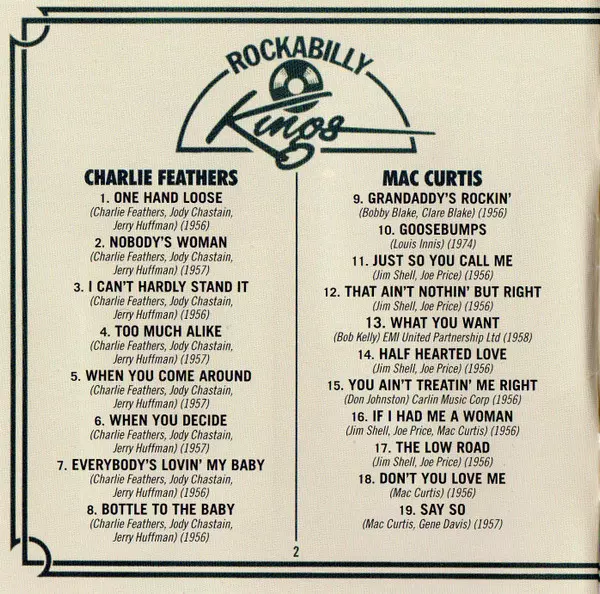 ROCKABILLY
Kings
CHARLIE FEATHERS
1. ONE HAND LOOSE
(Charlie Feathers, Jody Chastain,
Jerry Huffman) (1956)
2. NOBODY'S WOMAN
(Charlie Feathers, Jody Chastain,
Jerry Huffman) (1957)
3. I CAN'T HARDLY STAND IT
(Charlie Feathers, Jody Chastain,
Jerry Huffman) (1956)
4. TOO MUCH ALIKE
(Charlie Feathers, Jody Chastain,
Jerry Huffman) (1957)
5. WHEN YOU COME AROUND
(Charlie Feathers, Jody Chastain,
Jerry Huffman) (1957)
6. WHEN YOU DECIDE
(Charlie Feathers, Jody Chastain,
Jerry Huffman) (1957)
7. EVERYBODY'S LOVIN' MY BABY
(Charlie Feathers, Jody Chastain,
Jerry Huffman) (1956)
8. BOTTLE TO THE BABY
(Charlie Feathers, Jody Chastain,
Jerry Huffman) (1956)
MAC CURTIS
9. GRANDADDY'S ROCKIN'
(Bobby Blake, Clare Blake) (1956)
10. GOOSEBUMPS
(Louis Innis) (1974)
11. JUST SO YOU CALL ME
(Jim Shell, Joe Price) (1956)
12. THAT AIN'T NOTHIN' BUT RIGHT
(Jim Shell, Joe Price) (1956)
13. WHAT YOU WANT
(Bob Kelly) EMI United Partnership Ltd (1958)
14. HALF HEARTED LOVE
(Jim Shell, Joe Price) (1956)
15. YOU AIN'T TREATIN' ME RIGHT
(Don Johnston) Carlin Music Corp (1956)
16. IF I HAD ME A WOMAN
(Jim Shell, Joe Price, Mac Curtis) (1956)
17. THE LOW ROAD
(Jim Shell, Joe Price) (1956)
18. DON'T YOU LOVE ME
(Mac Curtis) (1956)
19. SAY SO
(Mac Curtis, Gene Davis) (1957)
2